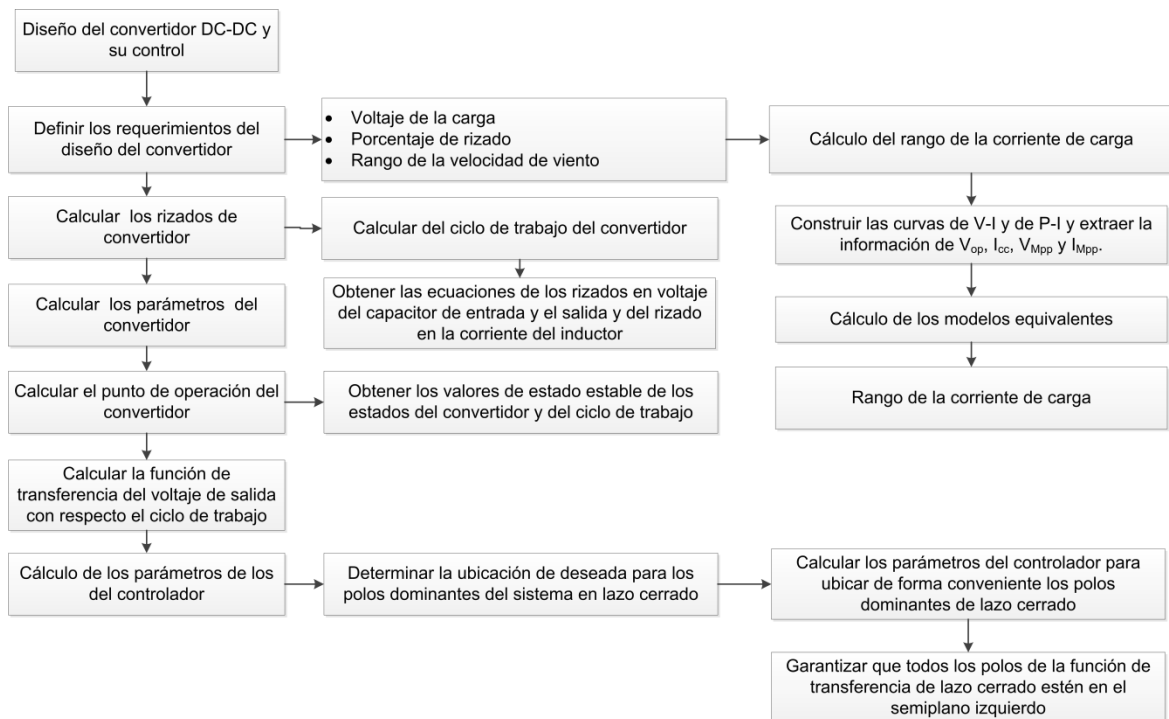 Diseño del convertidor DC-DC y
su control
Definir los requerimientos del
diseño del convertidor
• Voltaje de la carga
• Porcentaje de rizado
• Rango de la velocidad de viento
Cálculo del rango de la corriente de carga
Calcular los rizados de
convertidor
Calcular del ciclo de trabajo del convertidor
Construir las curvas de V-I y de P-I y extraer la
información de Vop, Icc, VMpp y IMpp.
Calcular los parámetros del
convertidor
Obtener las ecuaciones de los rizados en voltaje
del capacitor de entrada y el salida y del rizado
en la corriente del inductor
Cálculo de los modelos equivalentes
Calcular el punto de operación del
convertidor
Obtener los valores de estado estable de los
estados del convertidor y del ciclo de trabajo
Rango de la corriente de carga
Calcular la función de
transferencia del voltaje de salida
con respecto el ciclo de trabajo
Cálculo de los parámetros de los
del controlador
Determinar la ubicación de deseada para los
polos dominantes del sistema en lazo cerrado
Calcular los parámetros del controlador para
ubicar de forma conveniente los polos
dominantes de lazo cerrado
Garantizar que todos los polos de la función de
transferencia de lazo cerrado estén en el
semiplano izquierdo